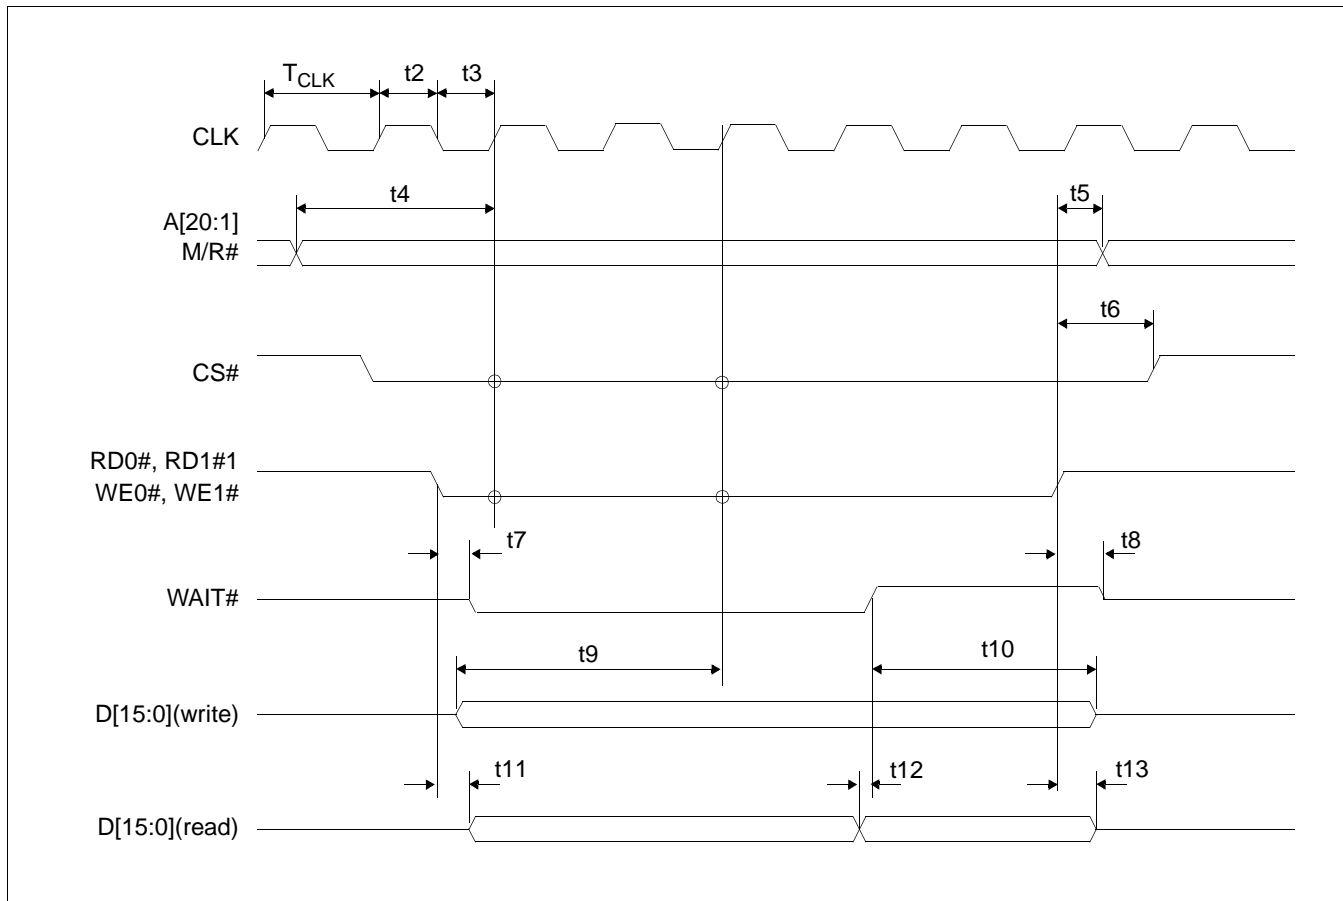 T_CLK t2 t3
CLK
t4 t5
A[20:1]
M/R#
t6
CS#
RD0#, RD1#1
WE0#, WE1#
t7 t8
WAIT#
t9 t10
D[15:0](write)
t11 t12 t13
D[15:0](read)